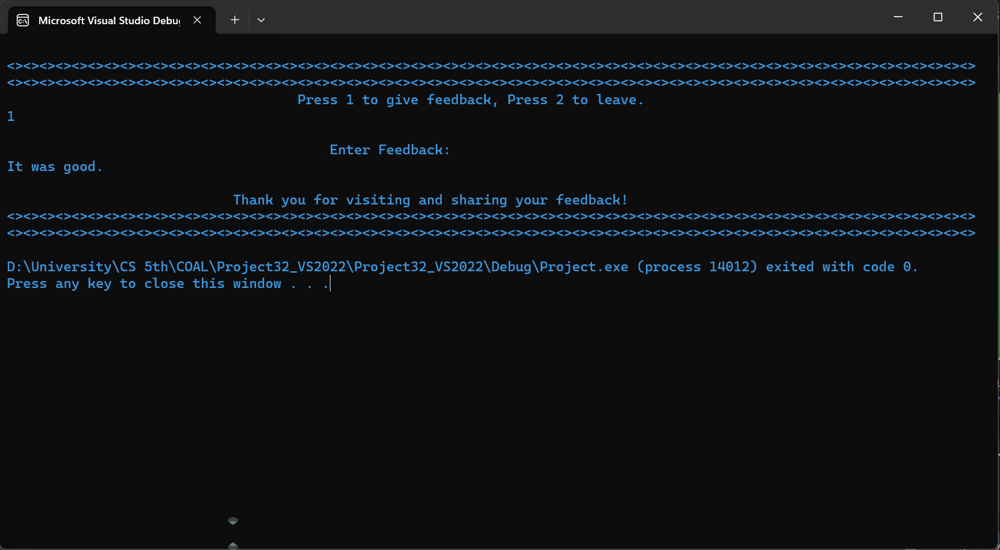 Microsoft Visual Studio Debu
<><><><><><><><><><><><><><><><><><><><><><><><><><><><><><><><><><><><><><><><><><><><><><><><><><><><><><><><><><><><>
<><><><><><><><><><><><><><><><><><><><><><><><><><><><><><><><><><><><><><><><><><><><><><><><><><><><><><><><><><><><>
Press 1 to give feedback, Press 2 to leave.
1
Enter Feedback:
It was good.
Thank you for visiting and sharing your feedback!
<><><><><><><><><><><><><><><><><><><><><><><><><><><><><><><><><><><><><><><><><><><><><><><><><><><><><><><><><><><><>
<><><><><><><><><><><><><><><><><><><><><><><><><><><><><><><><><><><><><><><><><><><><><><><><><><><><><><><><><><><><>
D:\University\CS 5th\COAL\Project32_VS2022\Project32_VS2022\Debug\Project.exe (process 14012) exited with code 0.
Press any key to close this window . . .